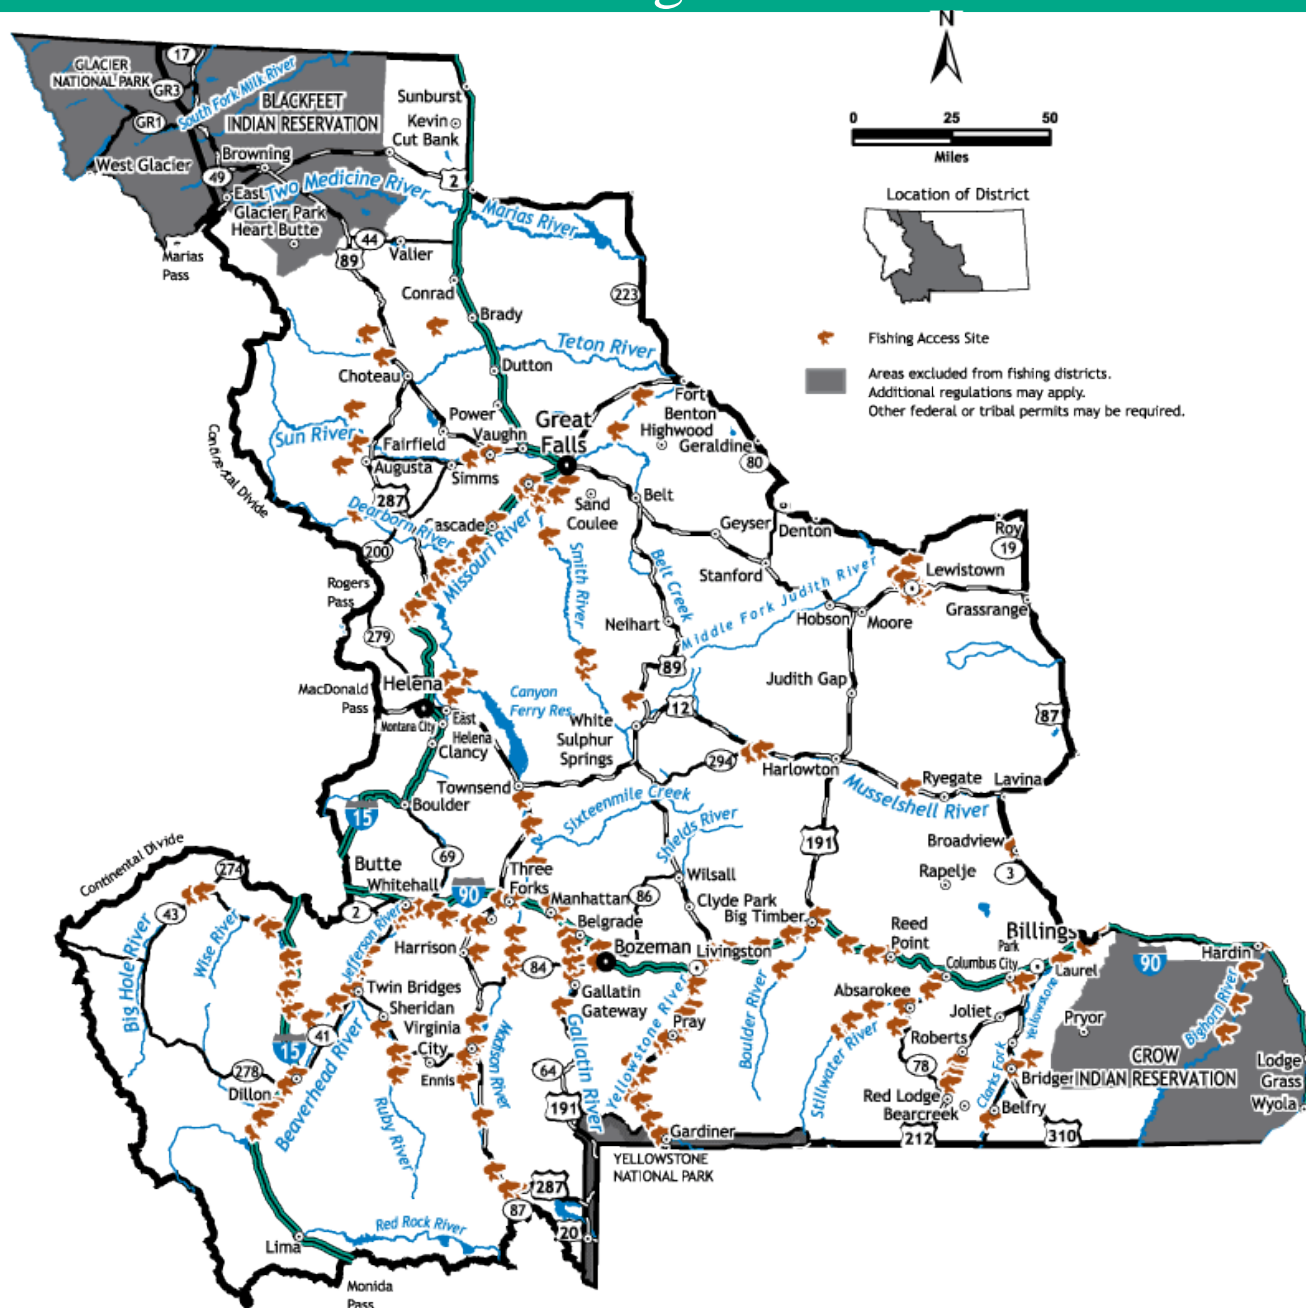 N
0 25 50
Miles
Location of District
Fishing Access Site
Areas excluded from fishing districts.
Additional regulations may apply.
Other federal or tribal permits may be required.
17
GLACIER
NATIONAL PARK
GR3
South Fork Milk River
GR1
BLACKFEET
INDIAN RESERVATION
Sunburst
Kevin
Cut Bank
West Glacier
Browning
49
2
East
Glacier Park
Two Medicine River
Marias River
Heart Butte
Marias
Pass
44
89
Valier
Conrad
223
Brady
Teton River
Dutton
Choteau
Fort
Benton
Power
Great
Falls
Highwood
Vaughn
Geraldine
Sun River
Fairfield
80
Augusta
Simms
Continental Divide
287
Belt
Sand
Coulee
Dearborn River
Cascade
Geyser
Denton
Roy
19
Missouri River
200
Smith River
Belt Creek
Stanford
Middle Fork Judith River
Lewistown
Rogers
Pass
Hobson
Moore
Grassrange
279
Neihart
89
MacDonald
Pass
Helena
Canyon
Ferry Res.
Judith Gap
12
87
Montana City
East
Helena
White
Sulphur
Springs
Clancy
294
Harlowton
Townsend
Ryegate
Lavina
Musselshell River
Boulder
15
Sixteenmile Creek
Shields River
191
Broadview
Continental Divide
274
Butte
69
3
Rapelje
Whitehall
90
Three
Forks
Wilsall
43
2
Manhattan
86
Clyde Park
Belgrade
Big Timber
Big Hole River
Wise River
Jefferson River
Harrison
Bozeman
Livingston
Reed
Point
Billings
Park
City
Columbus
Laurel
90
Hardin
84
Gallatin
Gateway
Twin Bridges
Sheridan
Absarokee
Joliet
Yellowstone
Pryor
Bighorn River
Virginia
City
Madison River
Gallatin River
Yellowstone River
Pray
Boulder River
Stillwater River
Roberts
41
15
278
Beaverhead River
Dillon
Ennis
64
78
Clarks Fork
Bridger
CROW
INDIAN RESERVATION
Lodge
Grass
Wyola
Ruby River
191
Red Lodge
Bearcreek
Belfry
Gardiner
212
310
YELLOWSTONE
NATIONAL PARK
287
87
20
Red Rock River
Lima
Monida
Pass